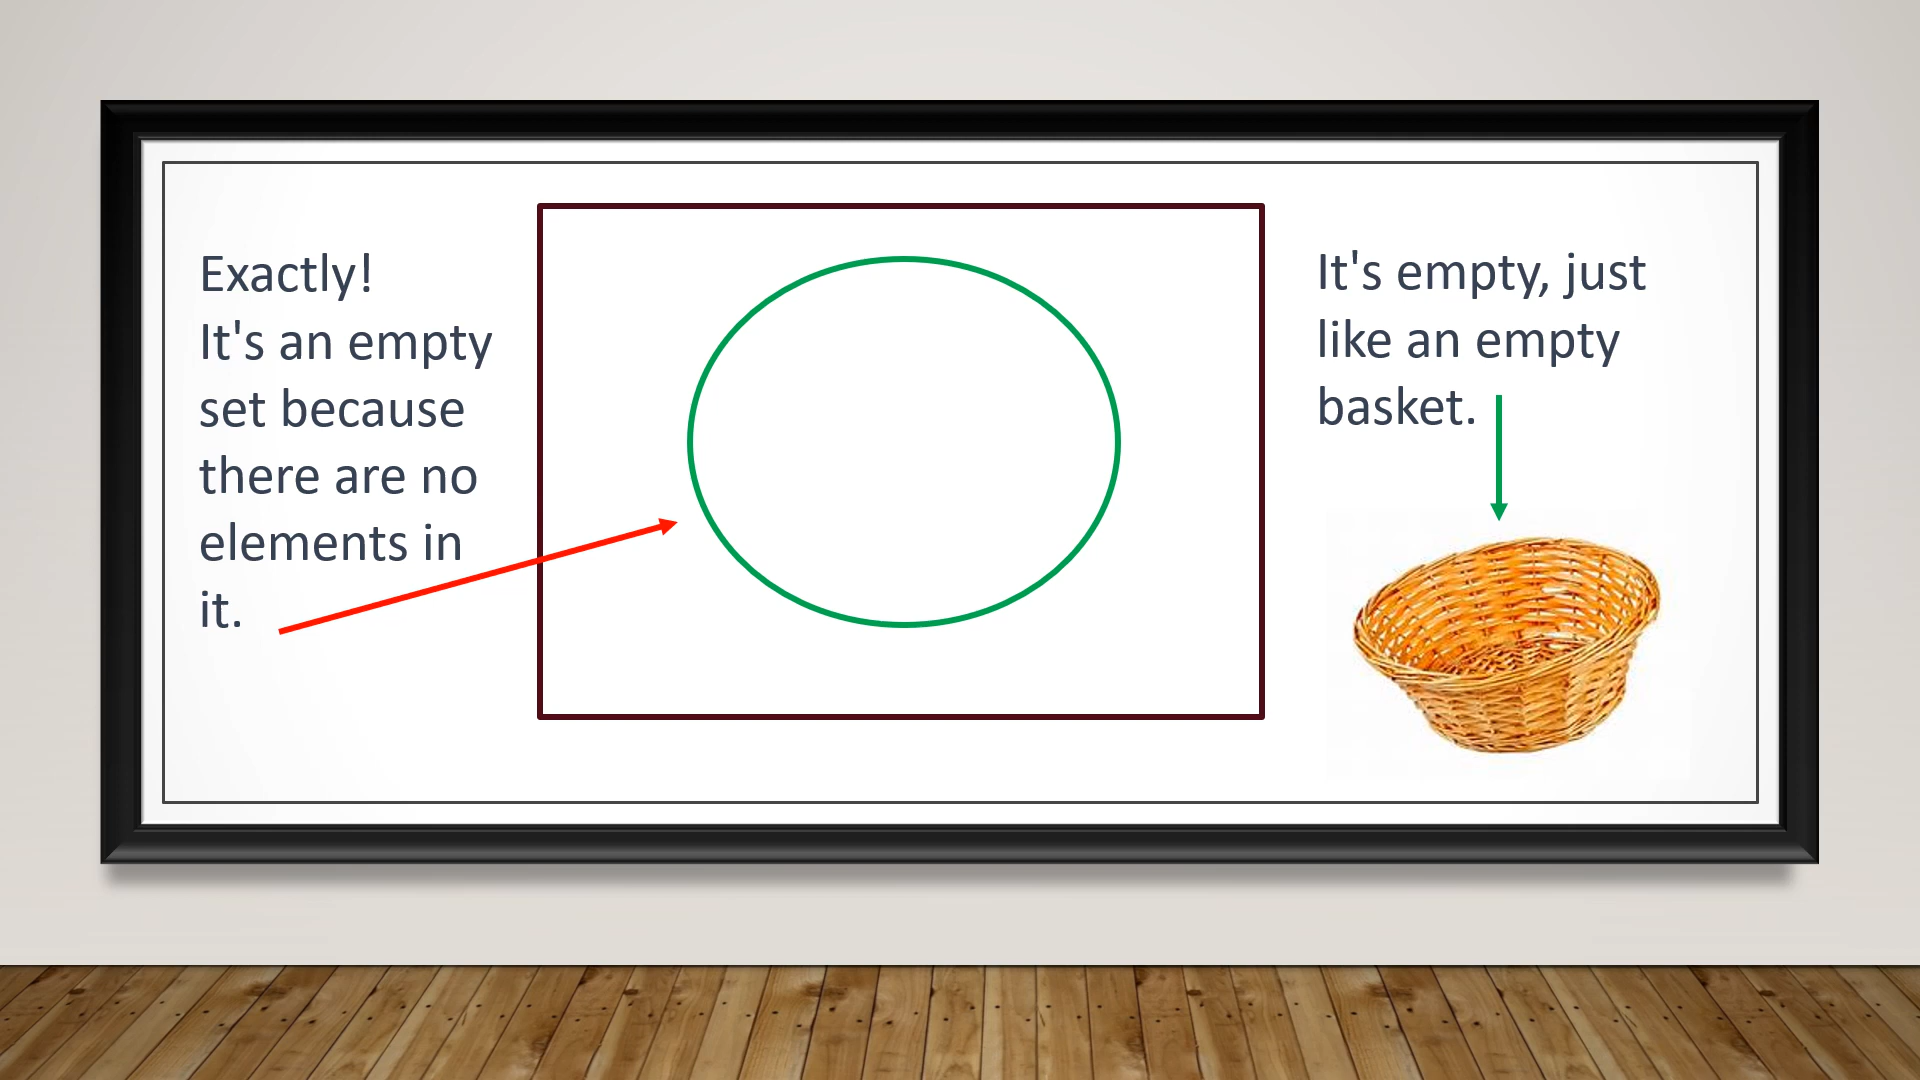 Exactly!
It's an empty
set because
there are no
elements in
it.
It's empty, just
like an empty
basket.